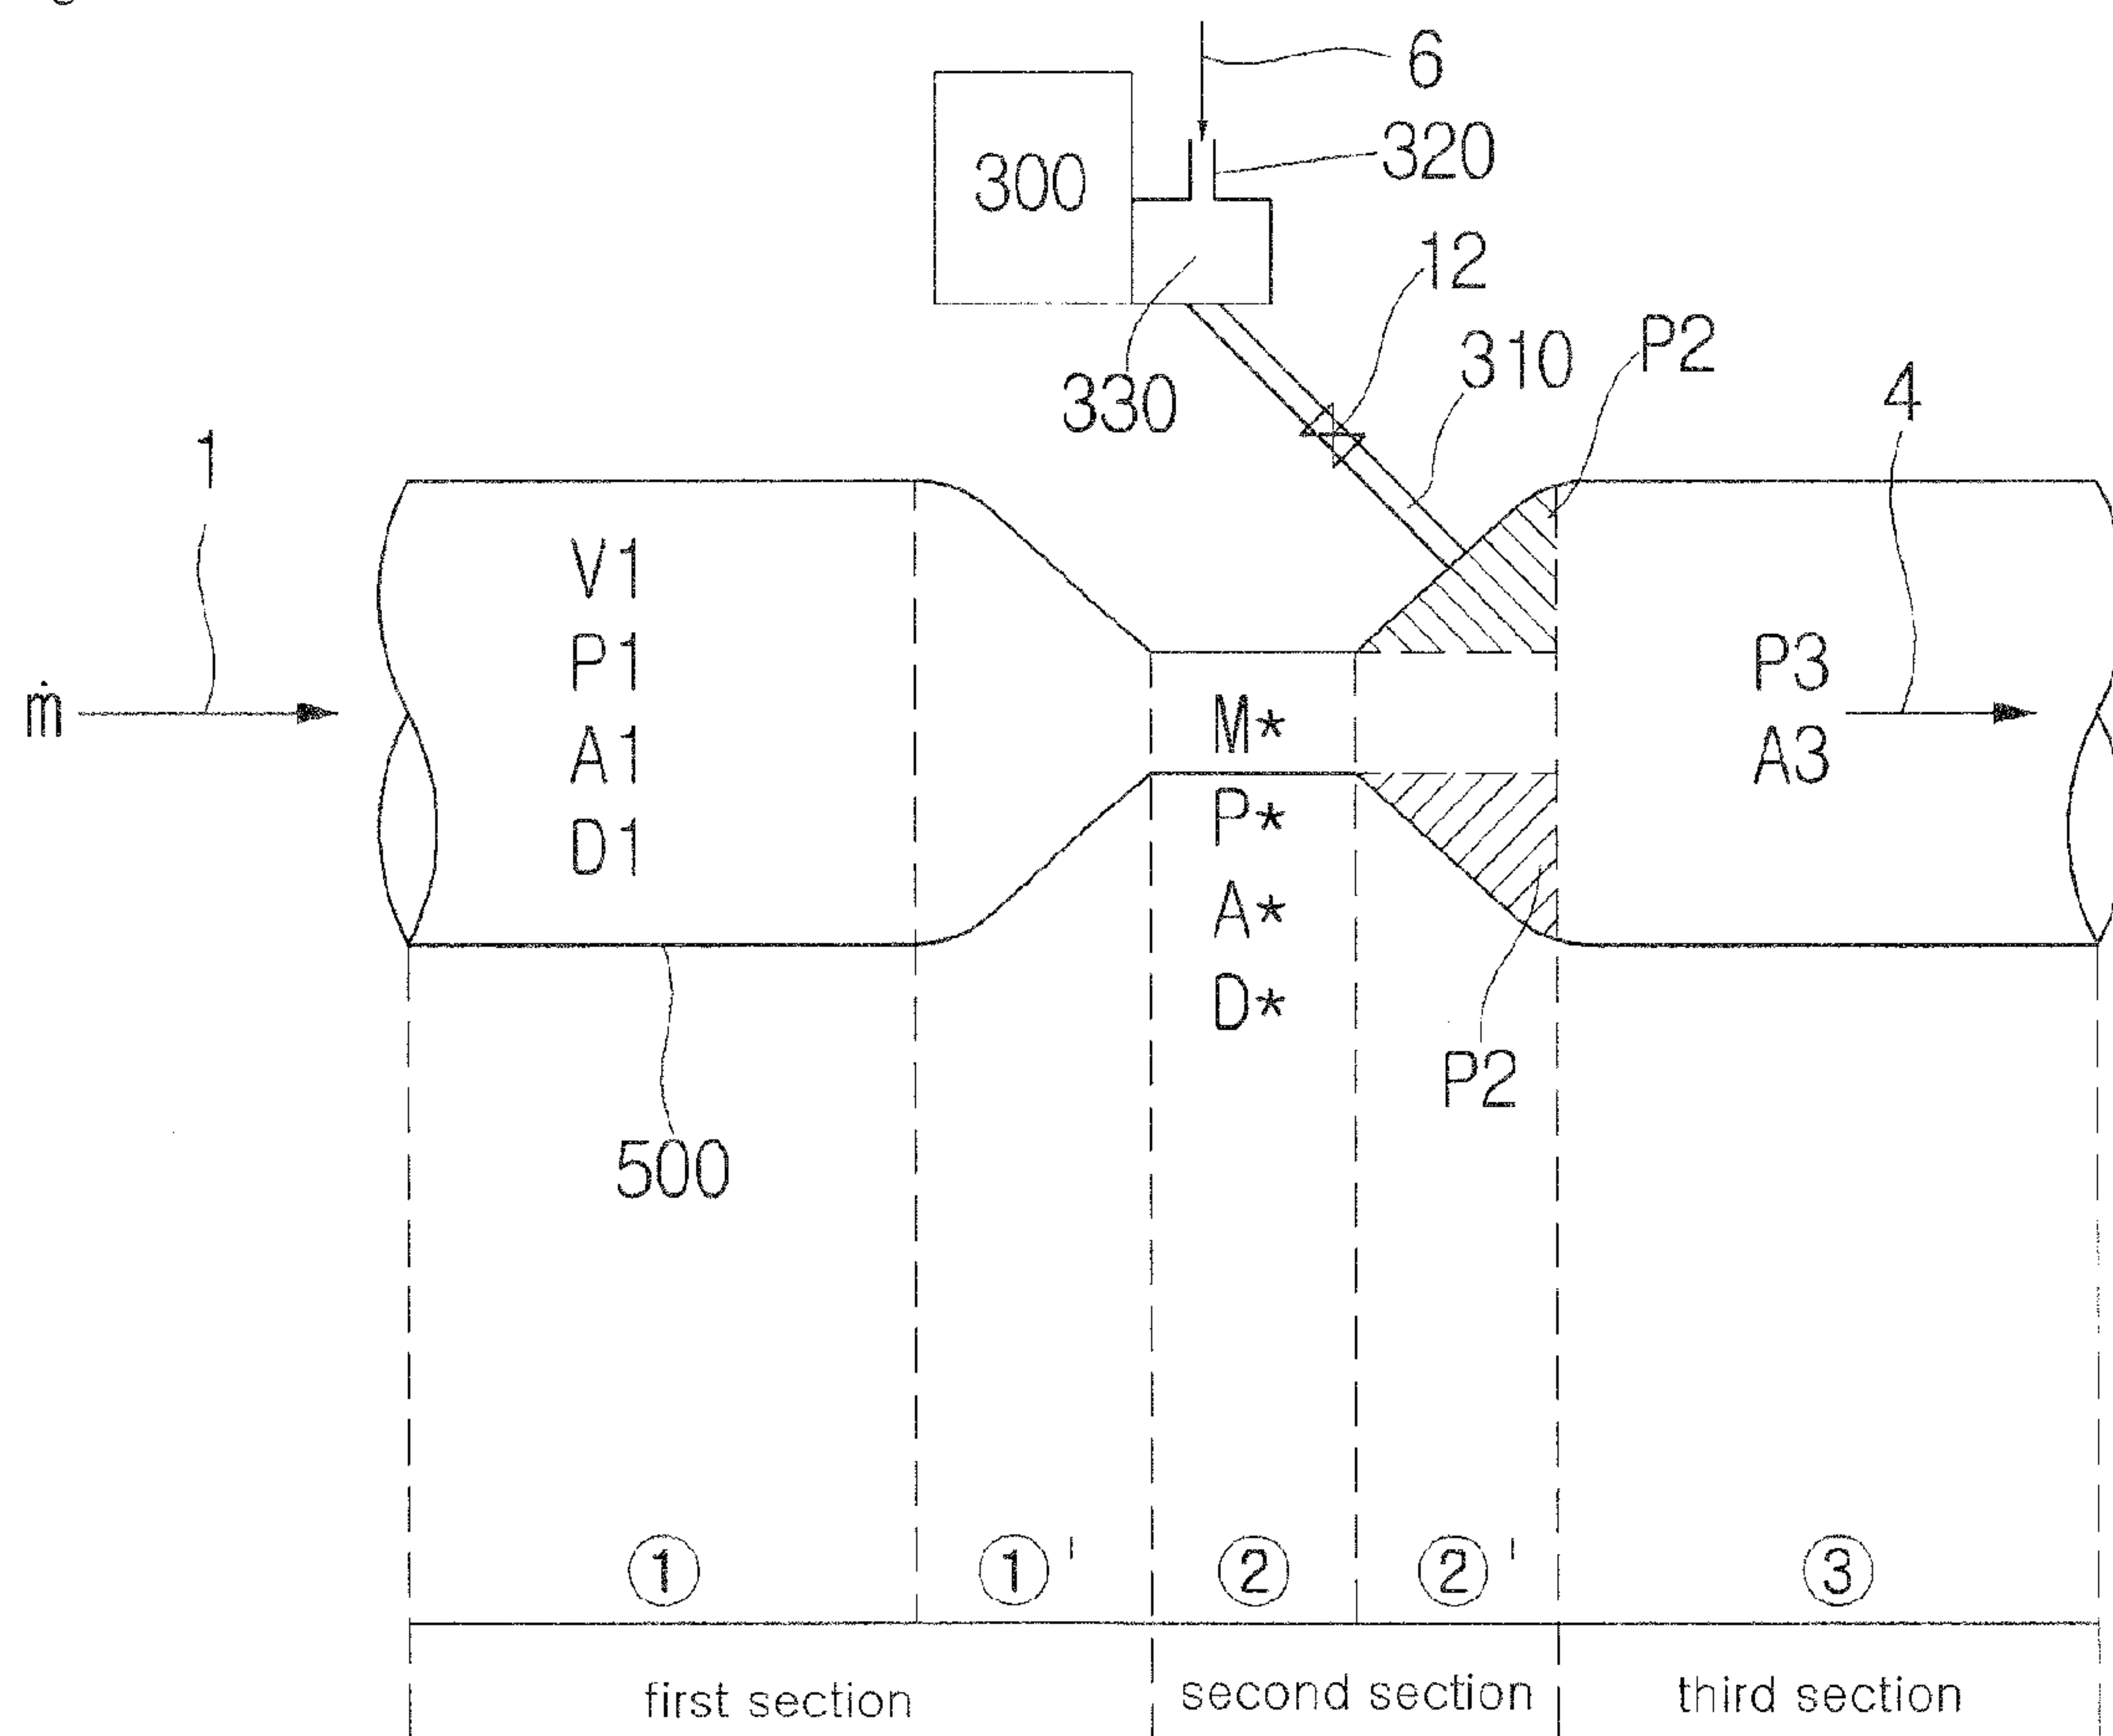 6
300
320
12
330
310
P2
4
1
V1
P1
A1
D1
ṁ
M*
P*
A*
D*
P3
A3
P2
500
① ①' ② ②' ③
first section second section third section